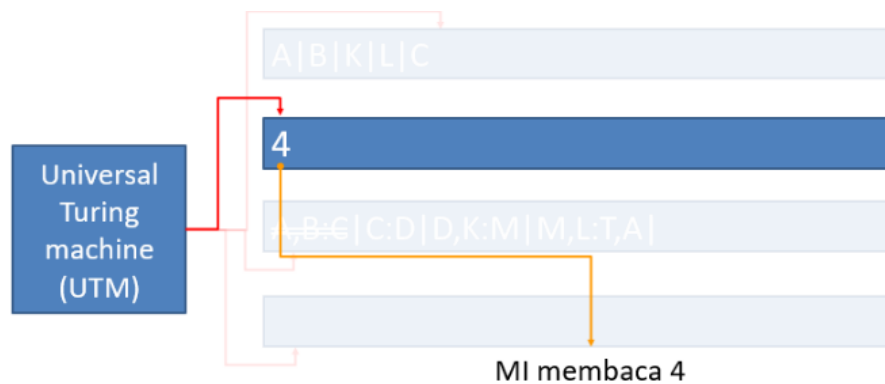 A|B|K|L|C
4
Universal
Turing
machine
(UTM)
A,B:C|C:D|D,K:M|M,L:T,A|
MI membaca 4